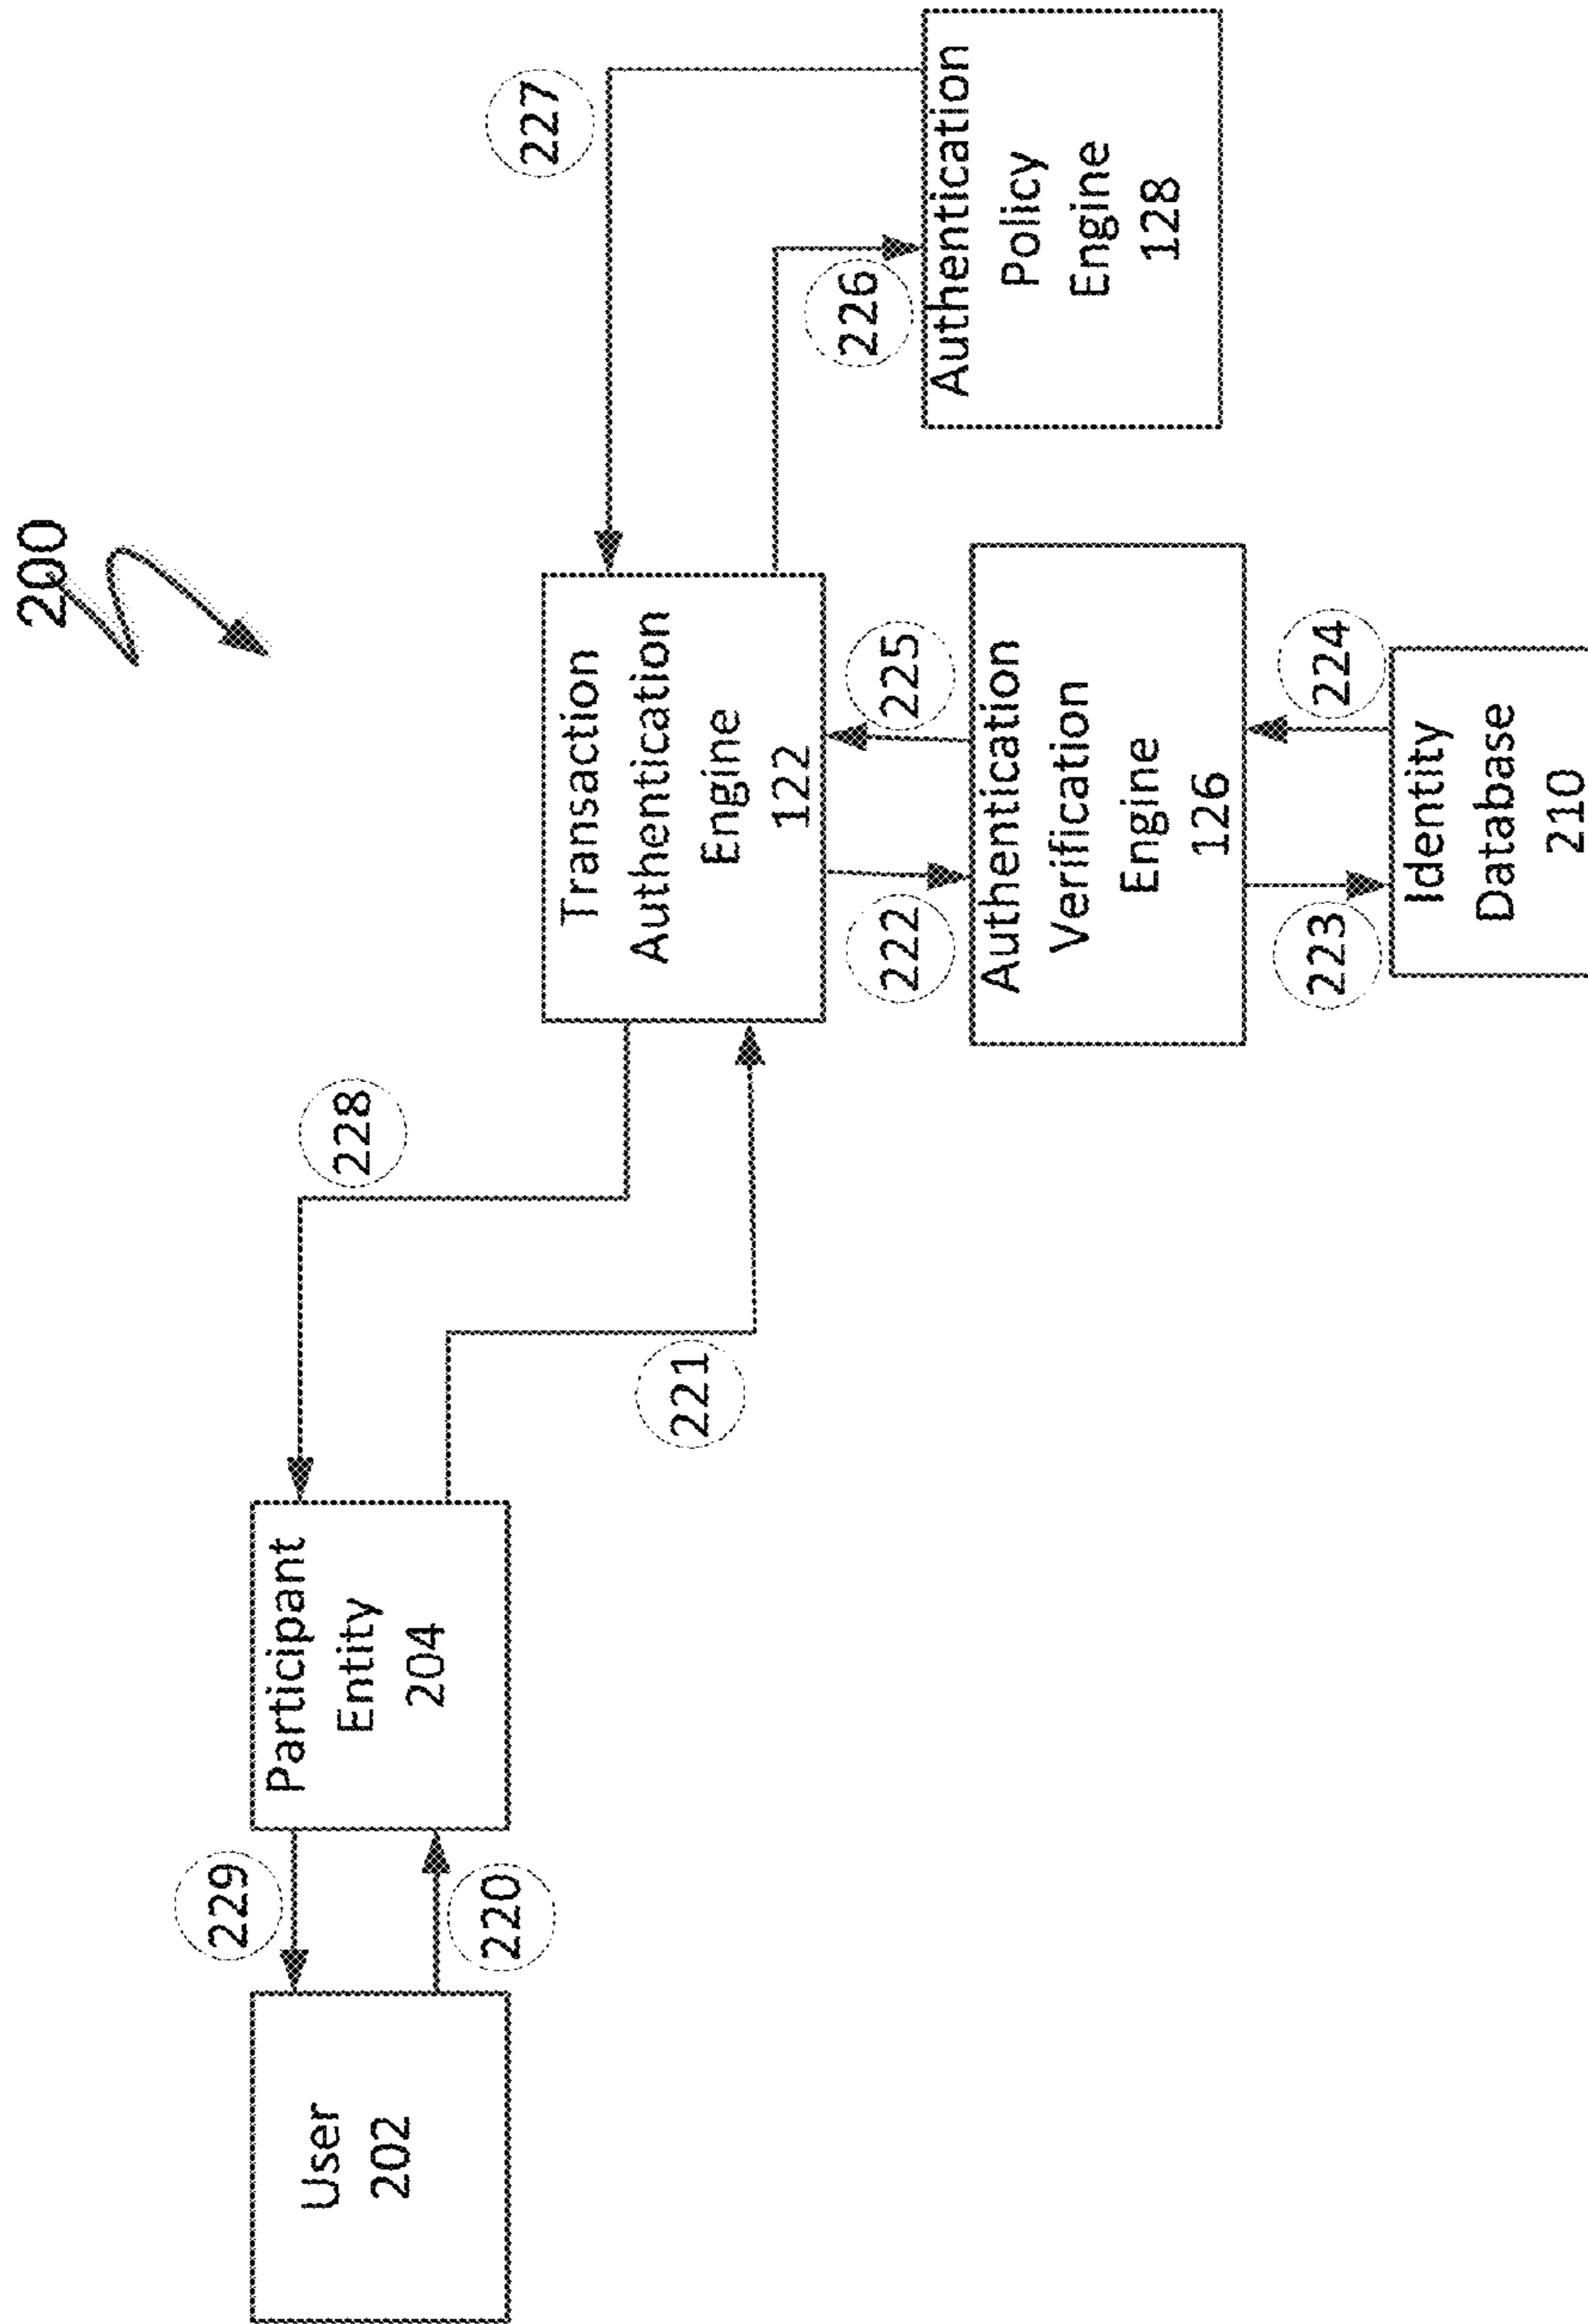 200
User
202
229
220
Participant
Entity
204
228
221
Transaction
Authentication
Engine
122
227
226
222
225
Authentication
Verification
Engine
126
Authentication
Policy
Engine
128
223
224
Identity
Database
210